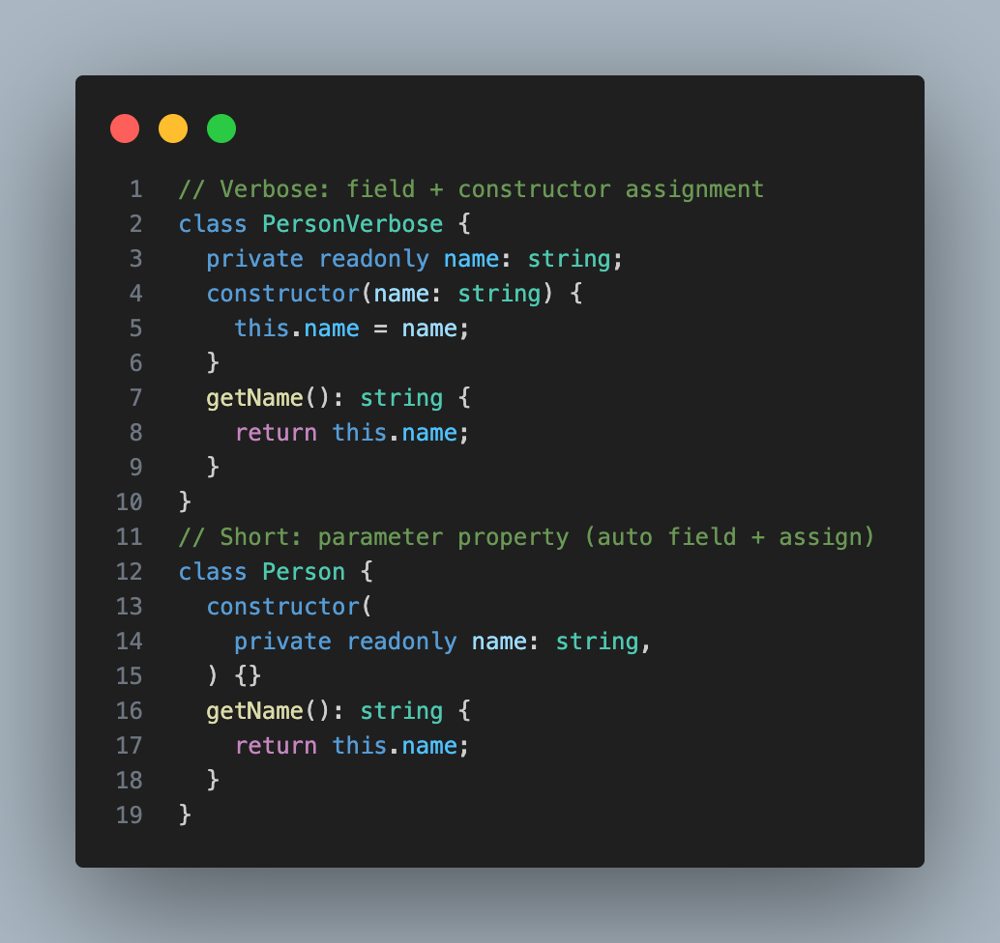 1 // Verbose: field + constructor assignment
2 class PersonVerbose {
3   private readonly name: string;
4   constructor(name: string) {
5     this.name = name;
6   }
7   getName(): string {
8     return this.name;
9   }
10 }
11 // Short: parameter property (auto field + assign)
12 class Person {
13   constructor(
14     private readonly name: string,
15   ) {}
16   getName(): string {
17     return this.name;
18   }
19 }